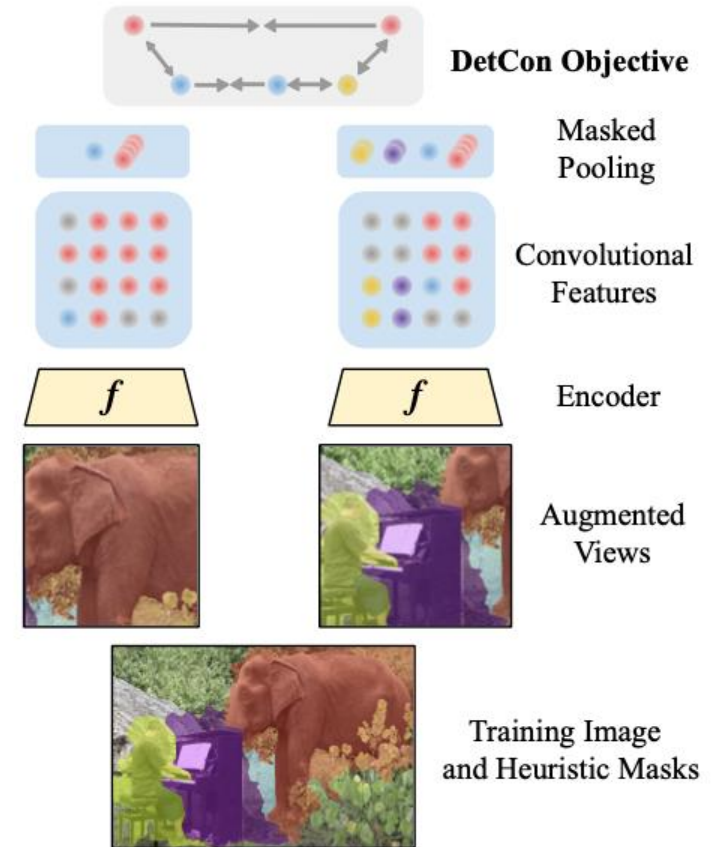 DetCon Objective
Masked
Pooling
Convolutional
Features
f
f
Encoder
Augmented
Views
Training Image
and Heuristic Masks